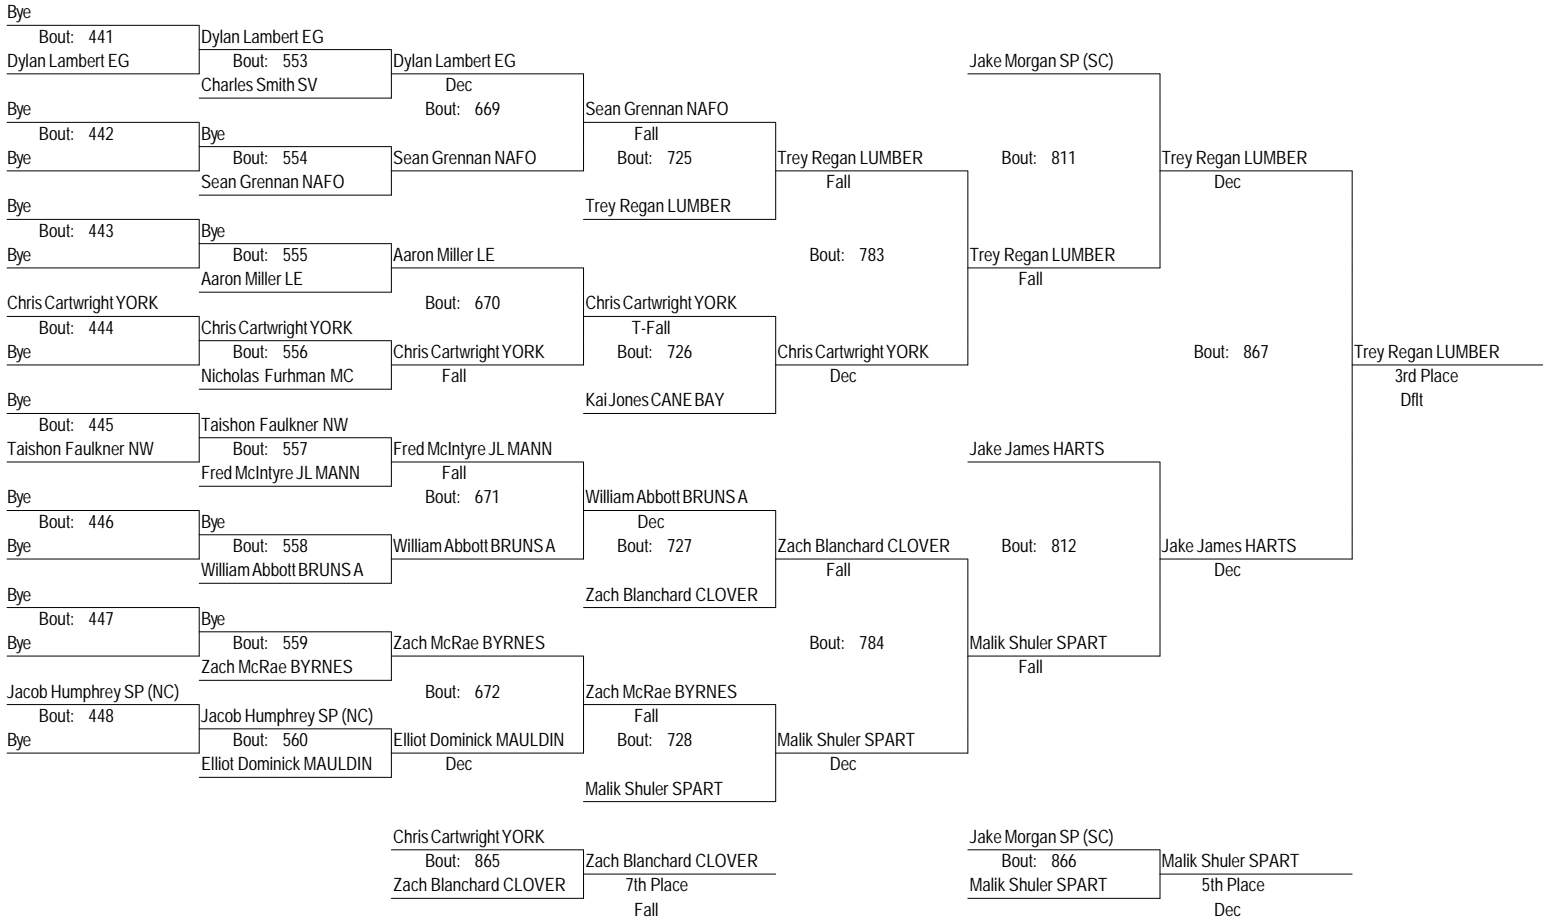 Bye
Bout: 441
Dylan Lambert EG
Dylan Lambert EG
Bout: 553
Charles Smith SV
Dylan Lambert EG
Dec
Bout: 669
Bye
Bout: 442
Bye
Bye
Bout: 554
Sean Grennan NAFO
Sean Grennan NAFO
Sean Grennan NAFO
Fall
Bout: 725
Trey Regan LUMBER
Bye
Bout: 443
Bye
Bye
Bout: 555
Aaron Miller LE
Aaron Miller LE
Bout: 670
Chris Cartwright YORK
Bout: 444
Bye
Chris Cartwright YORK
Bout: 556
Nicholas Furhman MC
Chris Cartwright YORK
Fall
Chris Cartwright YORK
T-Fall
Bout: 726
Kai Jones CANE BAY
Trey Regan LUMBER
Fall
Bout: 783
Chris Cartwright YORK
Dec
Jake Morgan SP (SC)
Bout: 811
Trey Regan LUMBER
Fall
Trey Regan LUMBER
Dec
Bye
Bout: 445
Taishon Faulkner NW
Taishon Faulkner NW
Bout: 557
Fred McIntyre JL MANN
Fred McIntyre JL MANN
Fall
Bout: 671
Bye
Bout: 446
Bye
Bye
Bout: 558
William Abbott BRUNS A
William Abbott BRUNS A
William Abbott BRUNS A
Dec
Bout: 727
Zach Blanchard CLOVER
Bye
Bout: 447
Bye
Bye
Bout: 559
Zach McRae BYRNES
Zach McRae BYRNES
Bout: 672
Jacob Humphrey SP (NC)
Bout: 448
Bye
Jacob Humphrey SP (NC)
Bout: 560
Elliot Dominick MAULDIN
Elliot Dominick MAULDIN
Dec
Zach McRae BYRNES
Fall
Bout: 728
Malik Shuler SPART
Zach Blanchard CLOVER
Fall
Bout: 784
Malik Shuler SPART
Dec
Jake James HARTS
Bout: 812
Malik Shuler SPART
Fall
Jake James HARTS
Dec
Bout: 867
Trey Regan LUMBER
3rd Place
Dflt
Chris Cartwright YORK
Bout: 865
Zach Blanchard CLOVER
Zach Blanchard CLOVER
7th Place
Fall
Jake Morgan SP (SC)
Bout: 866
Malik Shuler SPART
Malik Shuler SPART
5th Place
Dec